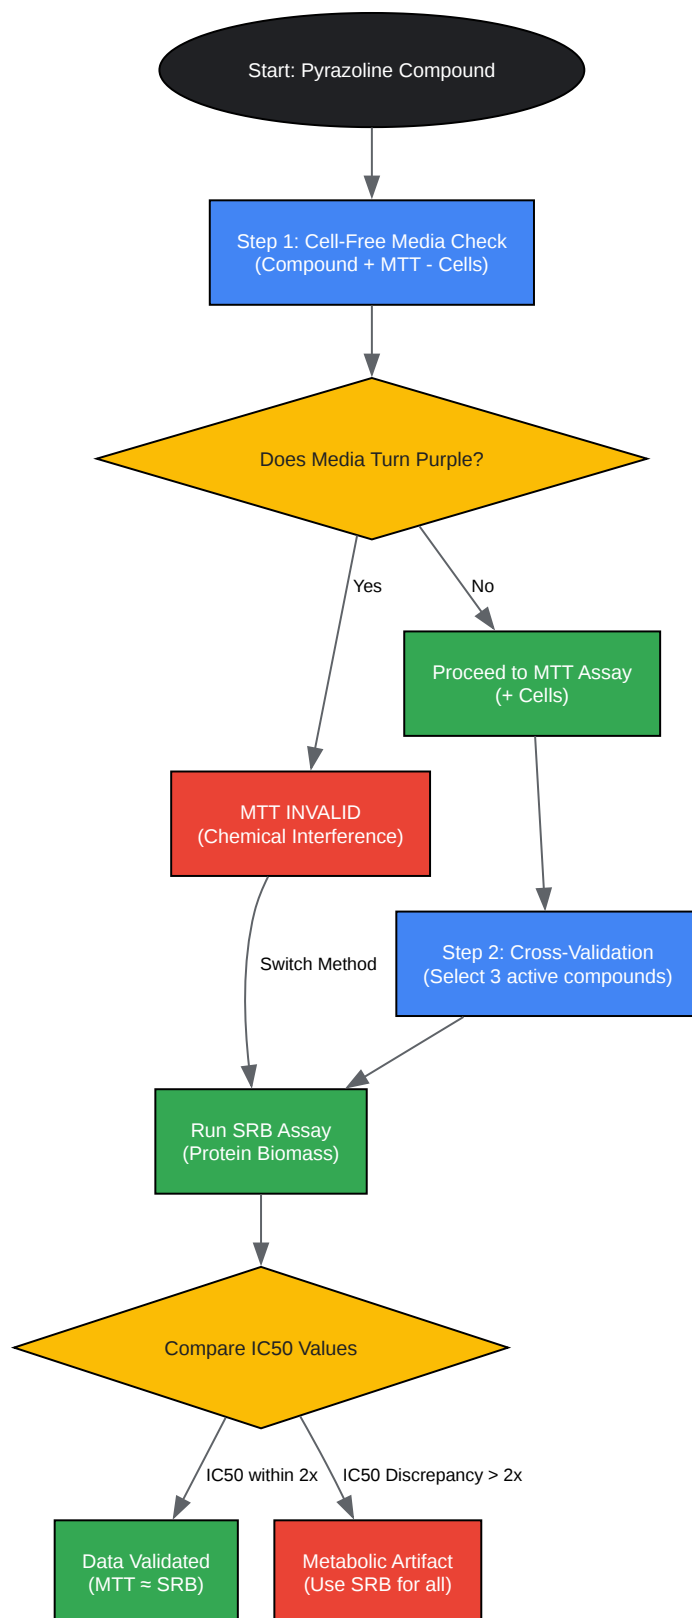 Start: Pyrazoline Compound
Step 1: Cell-Free Media Check
(Compound + MTT - Cells)
Does Media Turn Purple?
Yes
No
Proceed to MTT Assay
(+ Cells)
MTT INVALID
(Chemical Interference)
Switch Method
Step 2: Cross-Validation
(Select 3 active compounds)
Run SRB Assay
(Protein Biomass)
Compare IC50 Values
IC50 within 2x
IC50 Discrepancy > 2x
Data Validated
(MTT ≈ SRB)
Metabolic Artifact
(Use SRB for all)